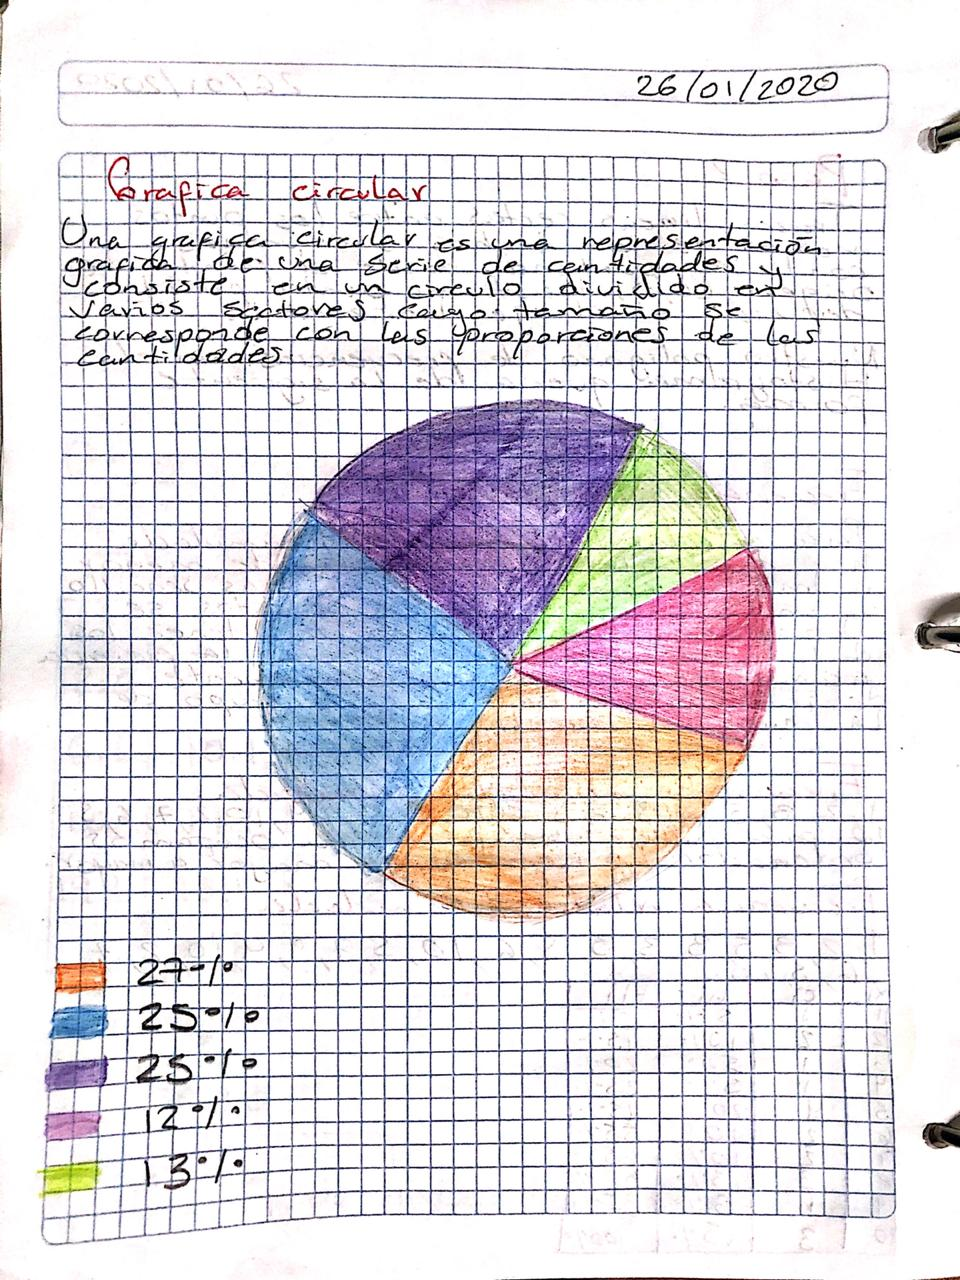 26/01/2020
Grafica circular
Una grafica circular es una representación
grafica de una serie de cantidades y
consiste en un circulo dividido en
varios sectores cuyo tamaño se
corresponde con las proporciones de las
cantidades
27%
25%
25%
12%
13%